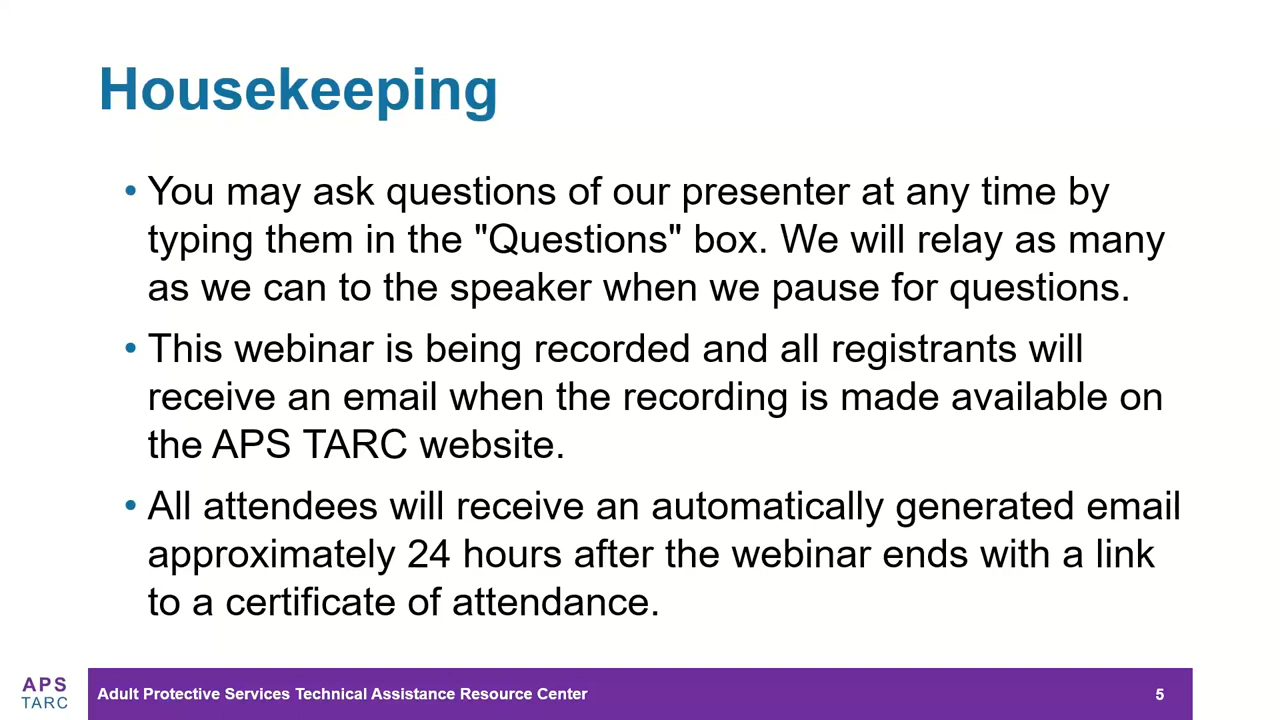 Housekeeping
• You may ask questions of our presenter at any time by
typing them in the "Questions" box. We will relay as many
as we can to the speaker when we pause for questions.
• This webinar is being recorded and all registrants will
receive an email when the recording is made available on
the APS TARC website.
• All attendees will receive an automatically generated email
approximately 24 hours after the webinar ends with a link
to a certificate of attendance.
APS
TARC
Adult Protective Services Technical Assistance Resource Center
5